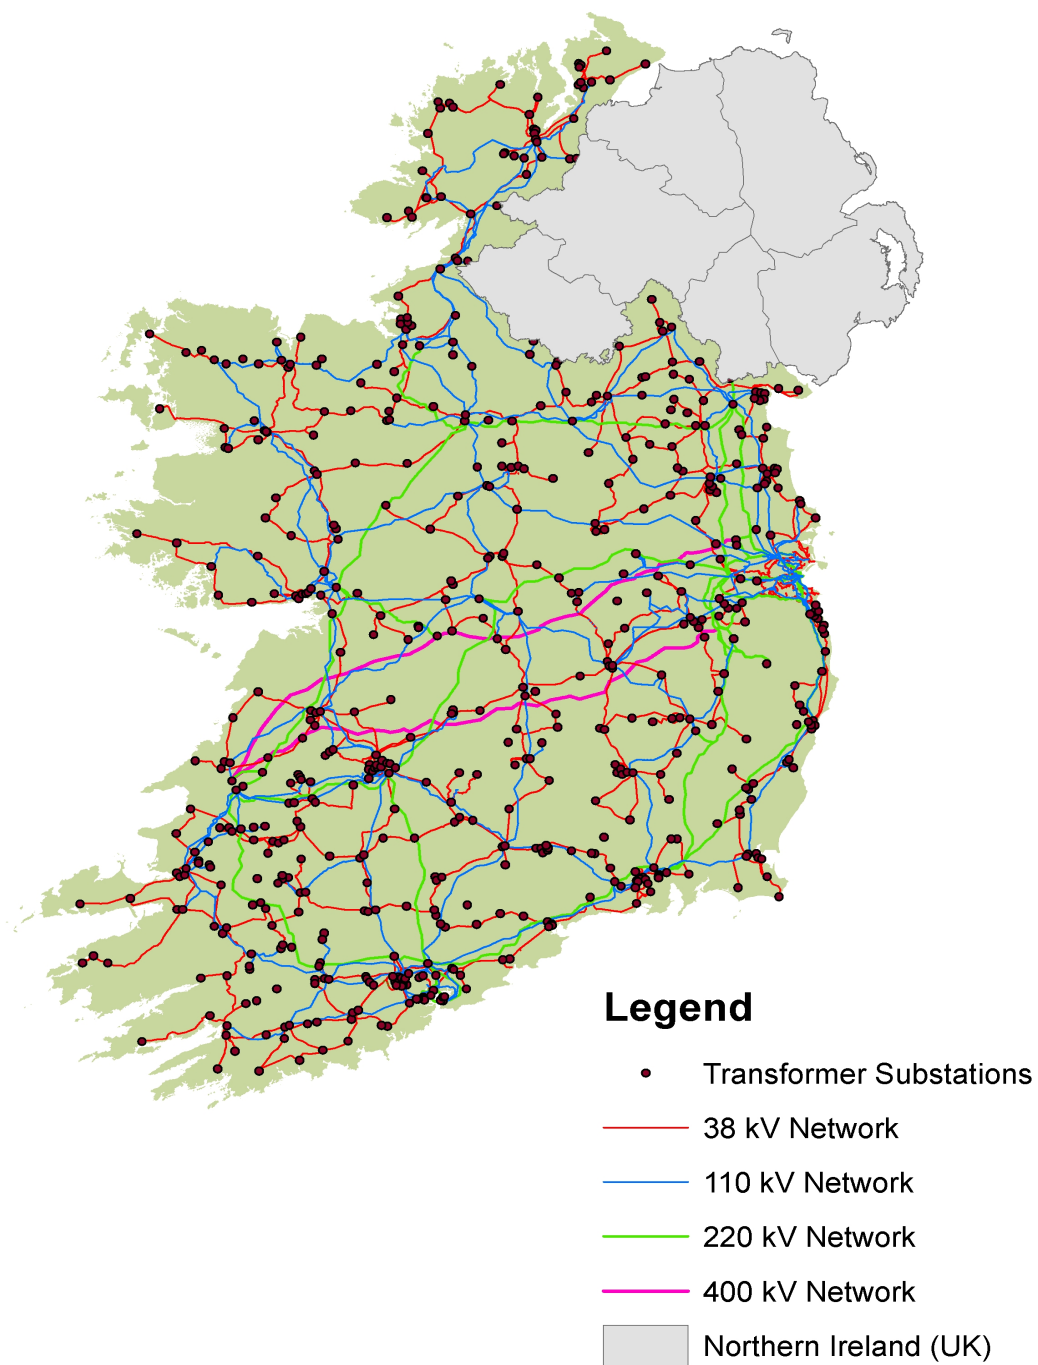 Legend
Transformer Substations
38 kV Network
110 kV Network
220 kV Network
400 kV Network
Northern Ireland (UK)